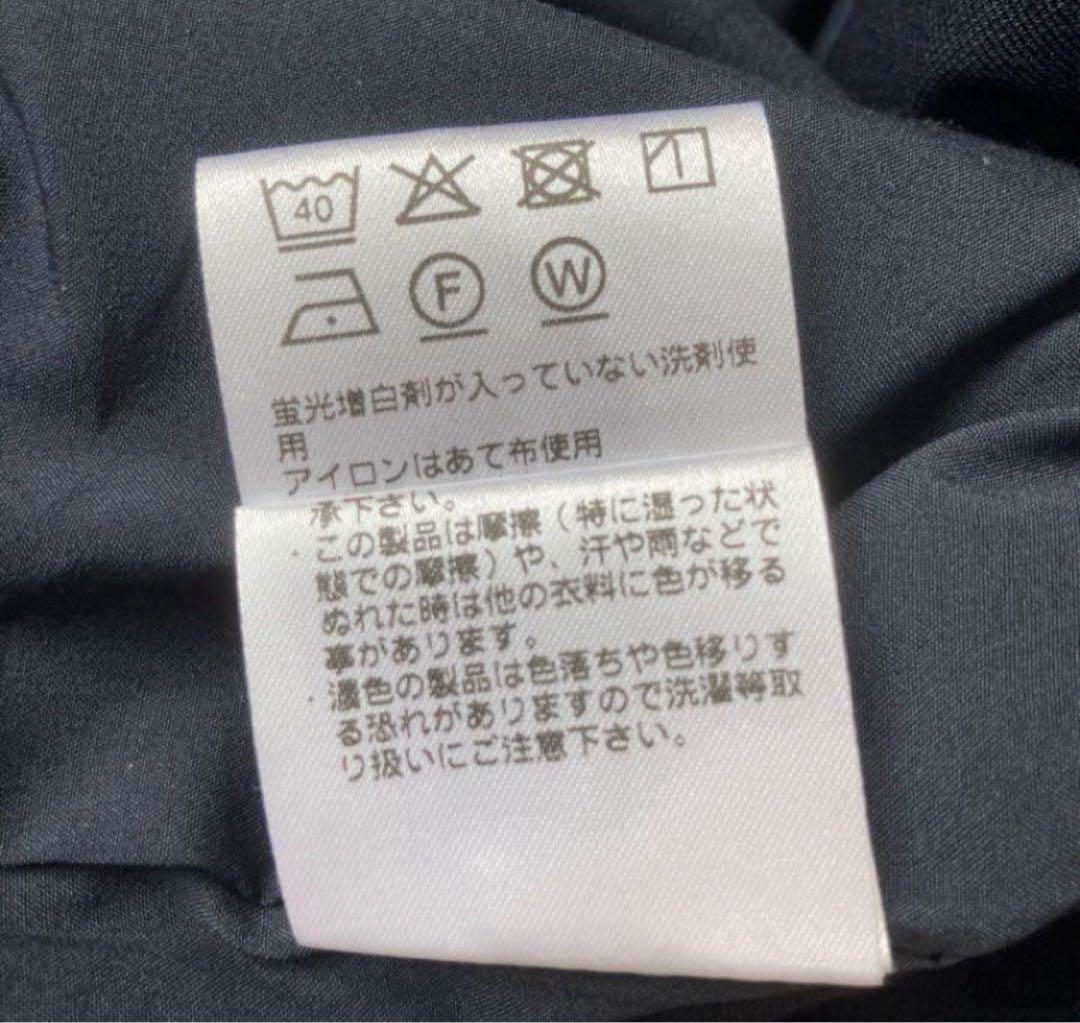 40
F W
蛍光増白剤が入っていない洗剤使
用
アイロンはあて布使用
承下さい。
・この製品は摩擦（特に湿った状
態での摩擦）や、汗や雨などで
ぬれた時は他の衣料に色が移る
事があります。
・濃色の製品は色落ちや色移りす
る恐れがありますので洗濯等取
り扱いにご注意下さい。